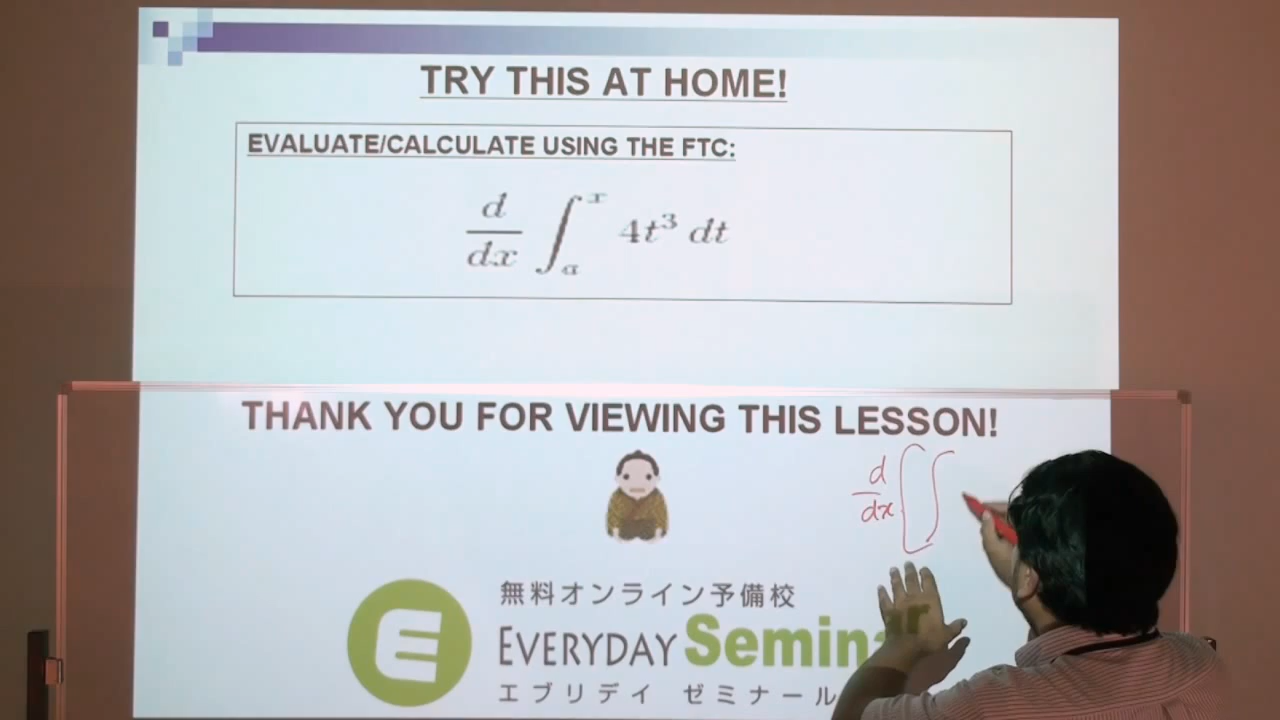 TRY THIS AT HOME!
EVALUATE/CALCULATE USING THE FTC:
d/dx ∫_a^x 4t³ dt
THANK YOU FOR VIEWING THIS LESSON!
d/dx [∫
無料オンライン予備校
E EVERYDAY Seminar
エブリデイ ゼミナール